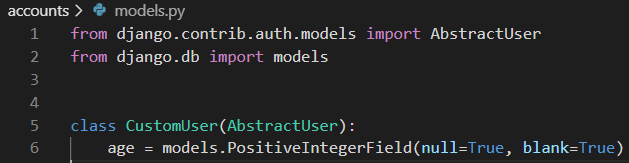 accounts > models.py
1 from django.contrib.auth.models import AbstractUser
2 from django.db import models
3
4
5 class CustomUser(AbstractUser):
6     age = models.PositiveIntegerField(null=True, blank=True)